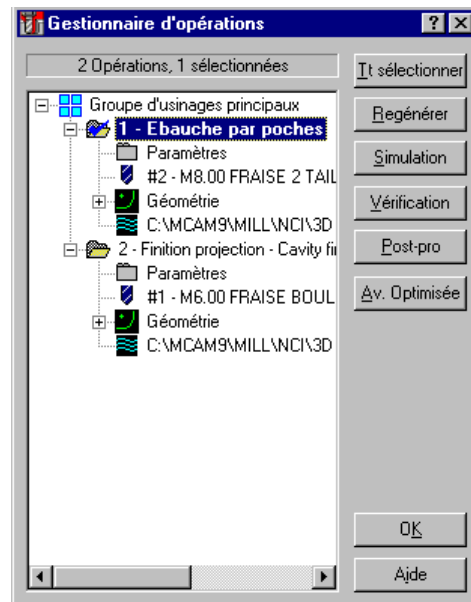 Gestionnaire d'opérations
2 Opérations, 1 sélectionnées
Groupe d'usinages principaux
1 - Ebauche par poches
Paramètres
#2 - M8.00 FRAISE 2 TAIL
Géométrie
C:\MCAM9\MILL\NCI\3D
2 - Finition projection - Cavity fi
Paramètres
#1 - M6.00 FRAISE BOUL
Géométrie
C:\MCAM9\MILL\NCI\3D
Tt sélectionner
Regénérer
Simulation
Vérification
Post-pro
Av. Optimisée
OK
Aide